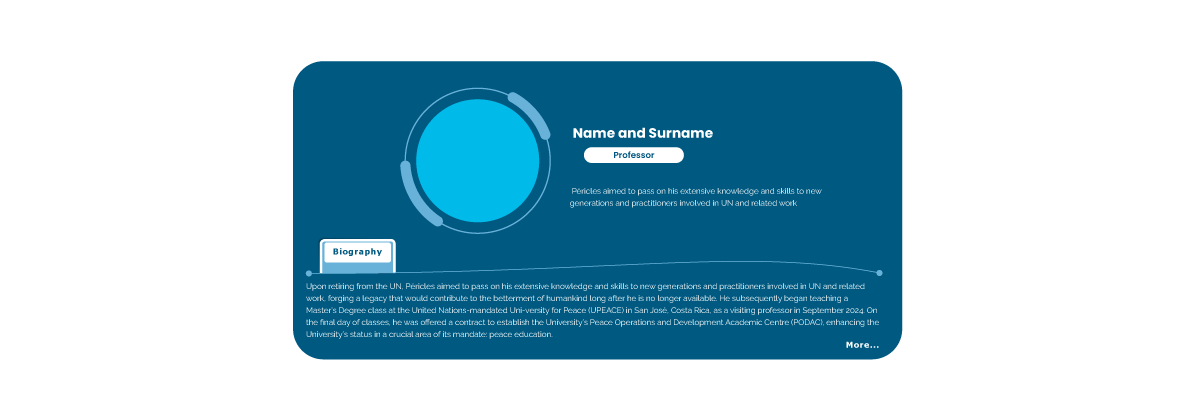 Name and Surname
Professor
Péricles aimed to pass on his extensive knowledge and skills to new
generations and practitioners involved in UN and related work
Biography
Upon retiring from the UN, Péricles aimed to pass on his extensive knowledge and skills to new generations and practitioners involved in UN and related
work, forging a legacy that would contribute to the betterment of humankind long after he is no longer available. He subsequently began teaching a
Master's Degree class at the United Nations-mandated Uni-versity for Peace (UPEACE) in San José, Costa Rica, as a visiting professor in September 2024. On
the final day of classes, he was offered a contract to establish the University's Peace Operations and Development Academic Centre (PODAC), enhancing the
University's status in a crucial area of its mandate: peace education.
More...